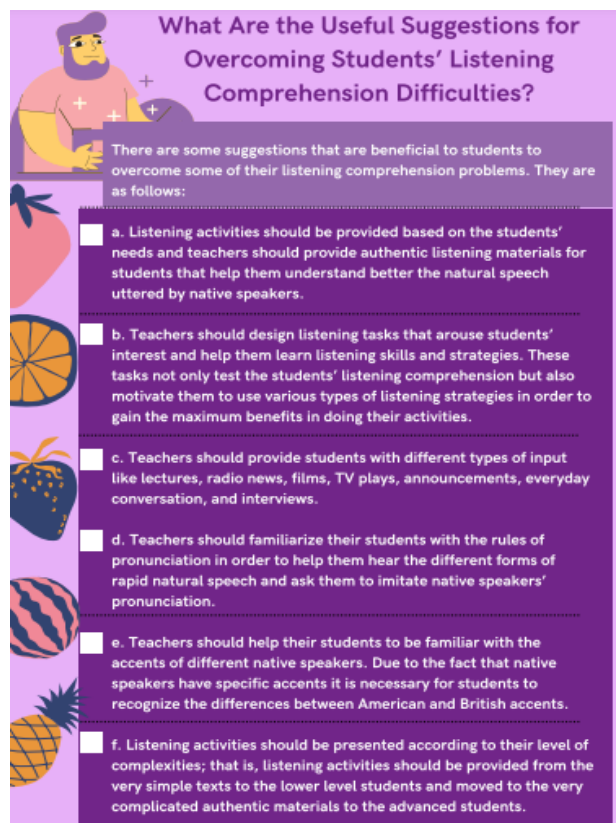 What Are the Useful Suggestions for
Overcoming Students' Listening
Comprehension Difficulties?
There are some suggestions that are beneficial to students to
overcome some of their listening comprehension problems. They are
as follows:
a. Listening activities should be provided based on the students'
needs and teachers should provide authentic listening materials for
students that help them understand better the natural speech
uttered by native speakers.
b. Teachers should design listening tasks that arouse students'
interest and help them learn listening skills and strategies. These
tasks not only test the students' listening comprehension but also
motivate them to use various types of listening strategies in order to
gain the maximum benefits in doing their activities.
c. Teachers should provide students with different types of input
like lectures, radio news, films, TV plays, announcements, everyday
conversation, and interviews.
d. Teachers should familiarize their students with the rules of
pronunciation in order to help them hear the different forms of
rapid natural speech and ask them to imitate native speakers'
pronunciation.
e. Teachers should help their students to be familiar with the
accents of different native speakers. Due to the fact that native
speakers have specific accents it is necessary for students to
recognize the differences between American and British accents.
f. Listening activities should be presented according to their level of
complexities; that is, listening activities should be provided from the
very simple texts to the lower level students and moved to the very
complicated authentic materials to the advanced students.